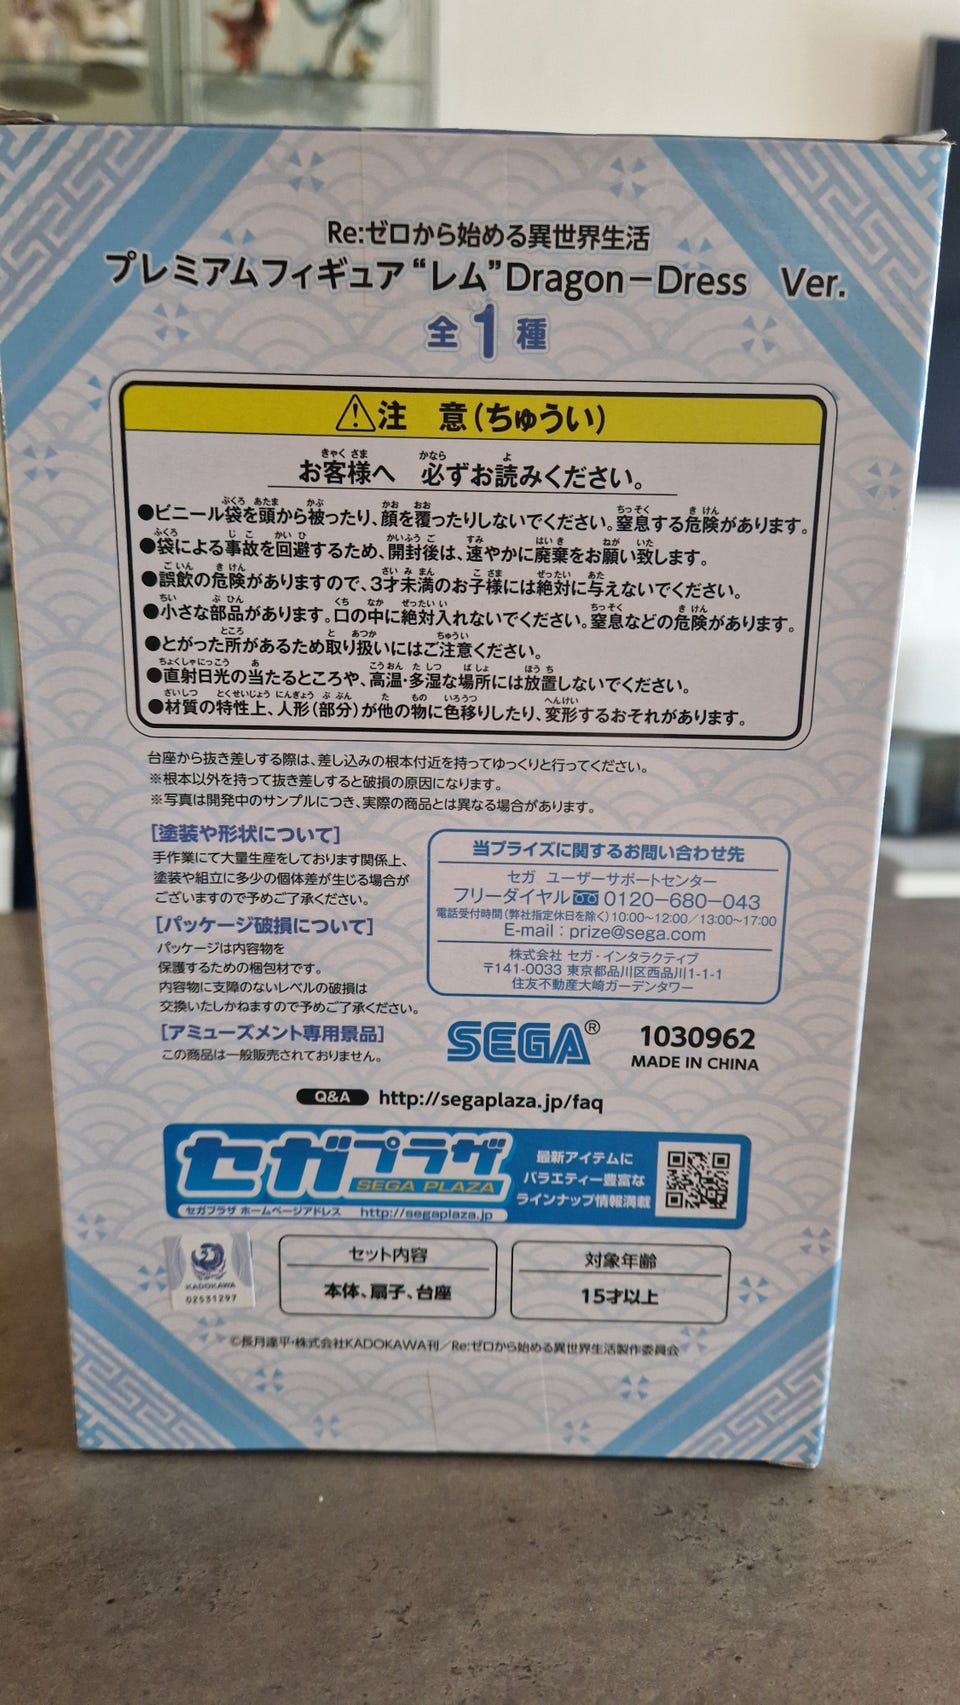 Re:ゼロから始める異世界生活
プレミアムフィギュア“レム”Dragon−Dress Ver.
全1種
注 意(ちゅうい)
お客様へ 必ずお読みください。
●ビニール袋を頭から被ったり、顔を覆ったりしないでください。窒息する危険があります。
●袋による事故を回避するため、開封後は、速やかに廃棄をお願い致します。
●誤飲の危険がありますので、3才未満のお子様には絶対に与えないでください。
●小さな部品があります。口の中に絶対入れないでください。窒息などの危険があります。
●とがった所があるため取り扱いにはご注意ください。
●直射日光の当たるところや、高温・多湿な場所には放置しないでください。
●材質の特性上、人形(部分)が他の物に色移りしたり、変形するおそれがあります。
台座から抜き差しする際は、差し込みの根本付近を持ってゆっくりと行ってください。
※根本以外を持って抜き差しすると破損の原因になります。
※写真は開発中のサンプルにつき、実際の商品とは異なる場合があります。
[塗装や形状について]
手作業にて大量生産をしております関係上、
塗装や組立に多少の個体差が生じる場合が
ございますので予めご了承ください。
[パッケージ破損について]
パッケージは内容物を
保護するための梱包材です。
内容物に支障のないレベルの破損は
交換いたしかねますので予めご了承ください。
[アミューズメント専用景品]
この商品は一般販売されておりません。
当プライズに関するお問い合わせ先
セガ ユーザーサポートセンター
フリーダイヤル 0120−680−043
電話受付時間(弊社指定休日を除く)10:00~12:00/13:00~17:00
E-mail : prize@sega.com
株式会社 セガ・インタラクティブ
〒141-0033 東京都品川区西品川1-1-1
住友不動産大崎ガーデンタワー
SEGA®
1030962
MADE IN CHINA
Q&A http://segaplaza.jp/faq
セガプラザ
SEGA PLAZA
セガプラザ ホームページアドレス http://segaplaza.jp
最新アイテムに
バラエティー豊富な
ラインナップ情報満載
KADOKAWA
02531297
セット内容
本体、扇子、台座
対象年齢
15才以上
©長月達平・株式会社KADOKAWA刊/Re:ゼロから始める異世界生活製作委員会